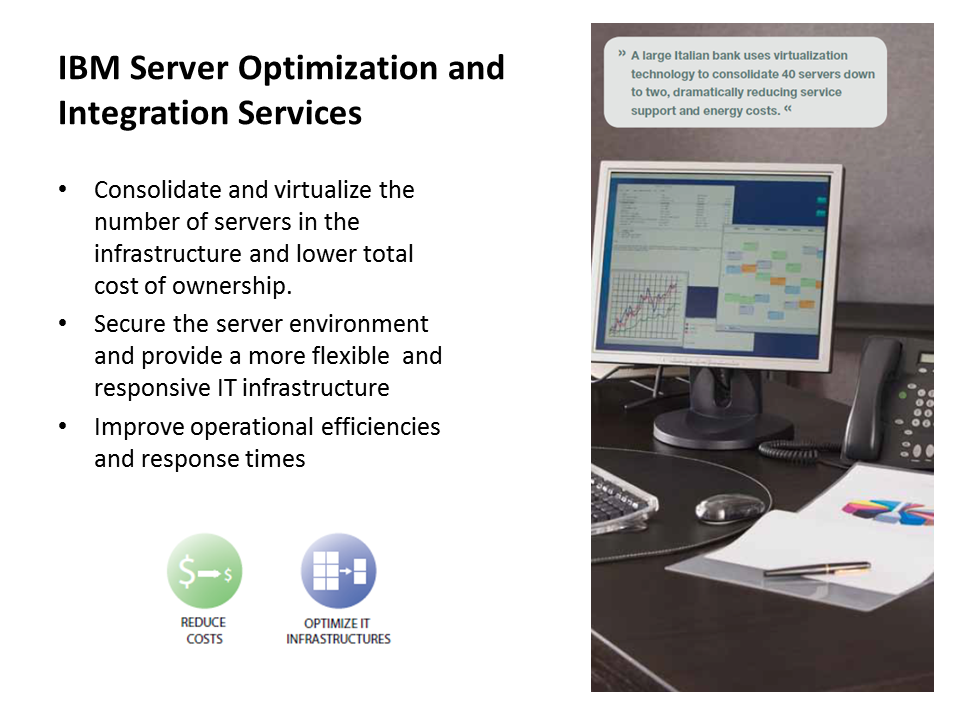 IBM Server Optimization and
Integration Services
• Consolidate and virtualize the
number of servers in the
infrastructure and lower total
cost of ownership.
• Secure the server environment
and provide a more flexible  and
responsive IT infrastructure
• Improve operational efficiencies
and response times
$ $
REDUCE
COSTS
OPTIMIZE IT
INFRASTRUCTURES
» A large Italian bank uses virtualization
technology to consolidate 40 servers down
to two, dramatically reducing service
support and energy costs. «